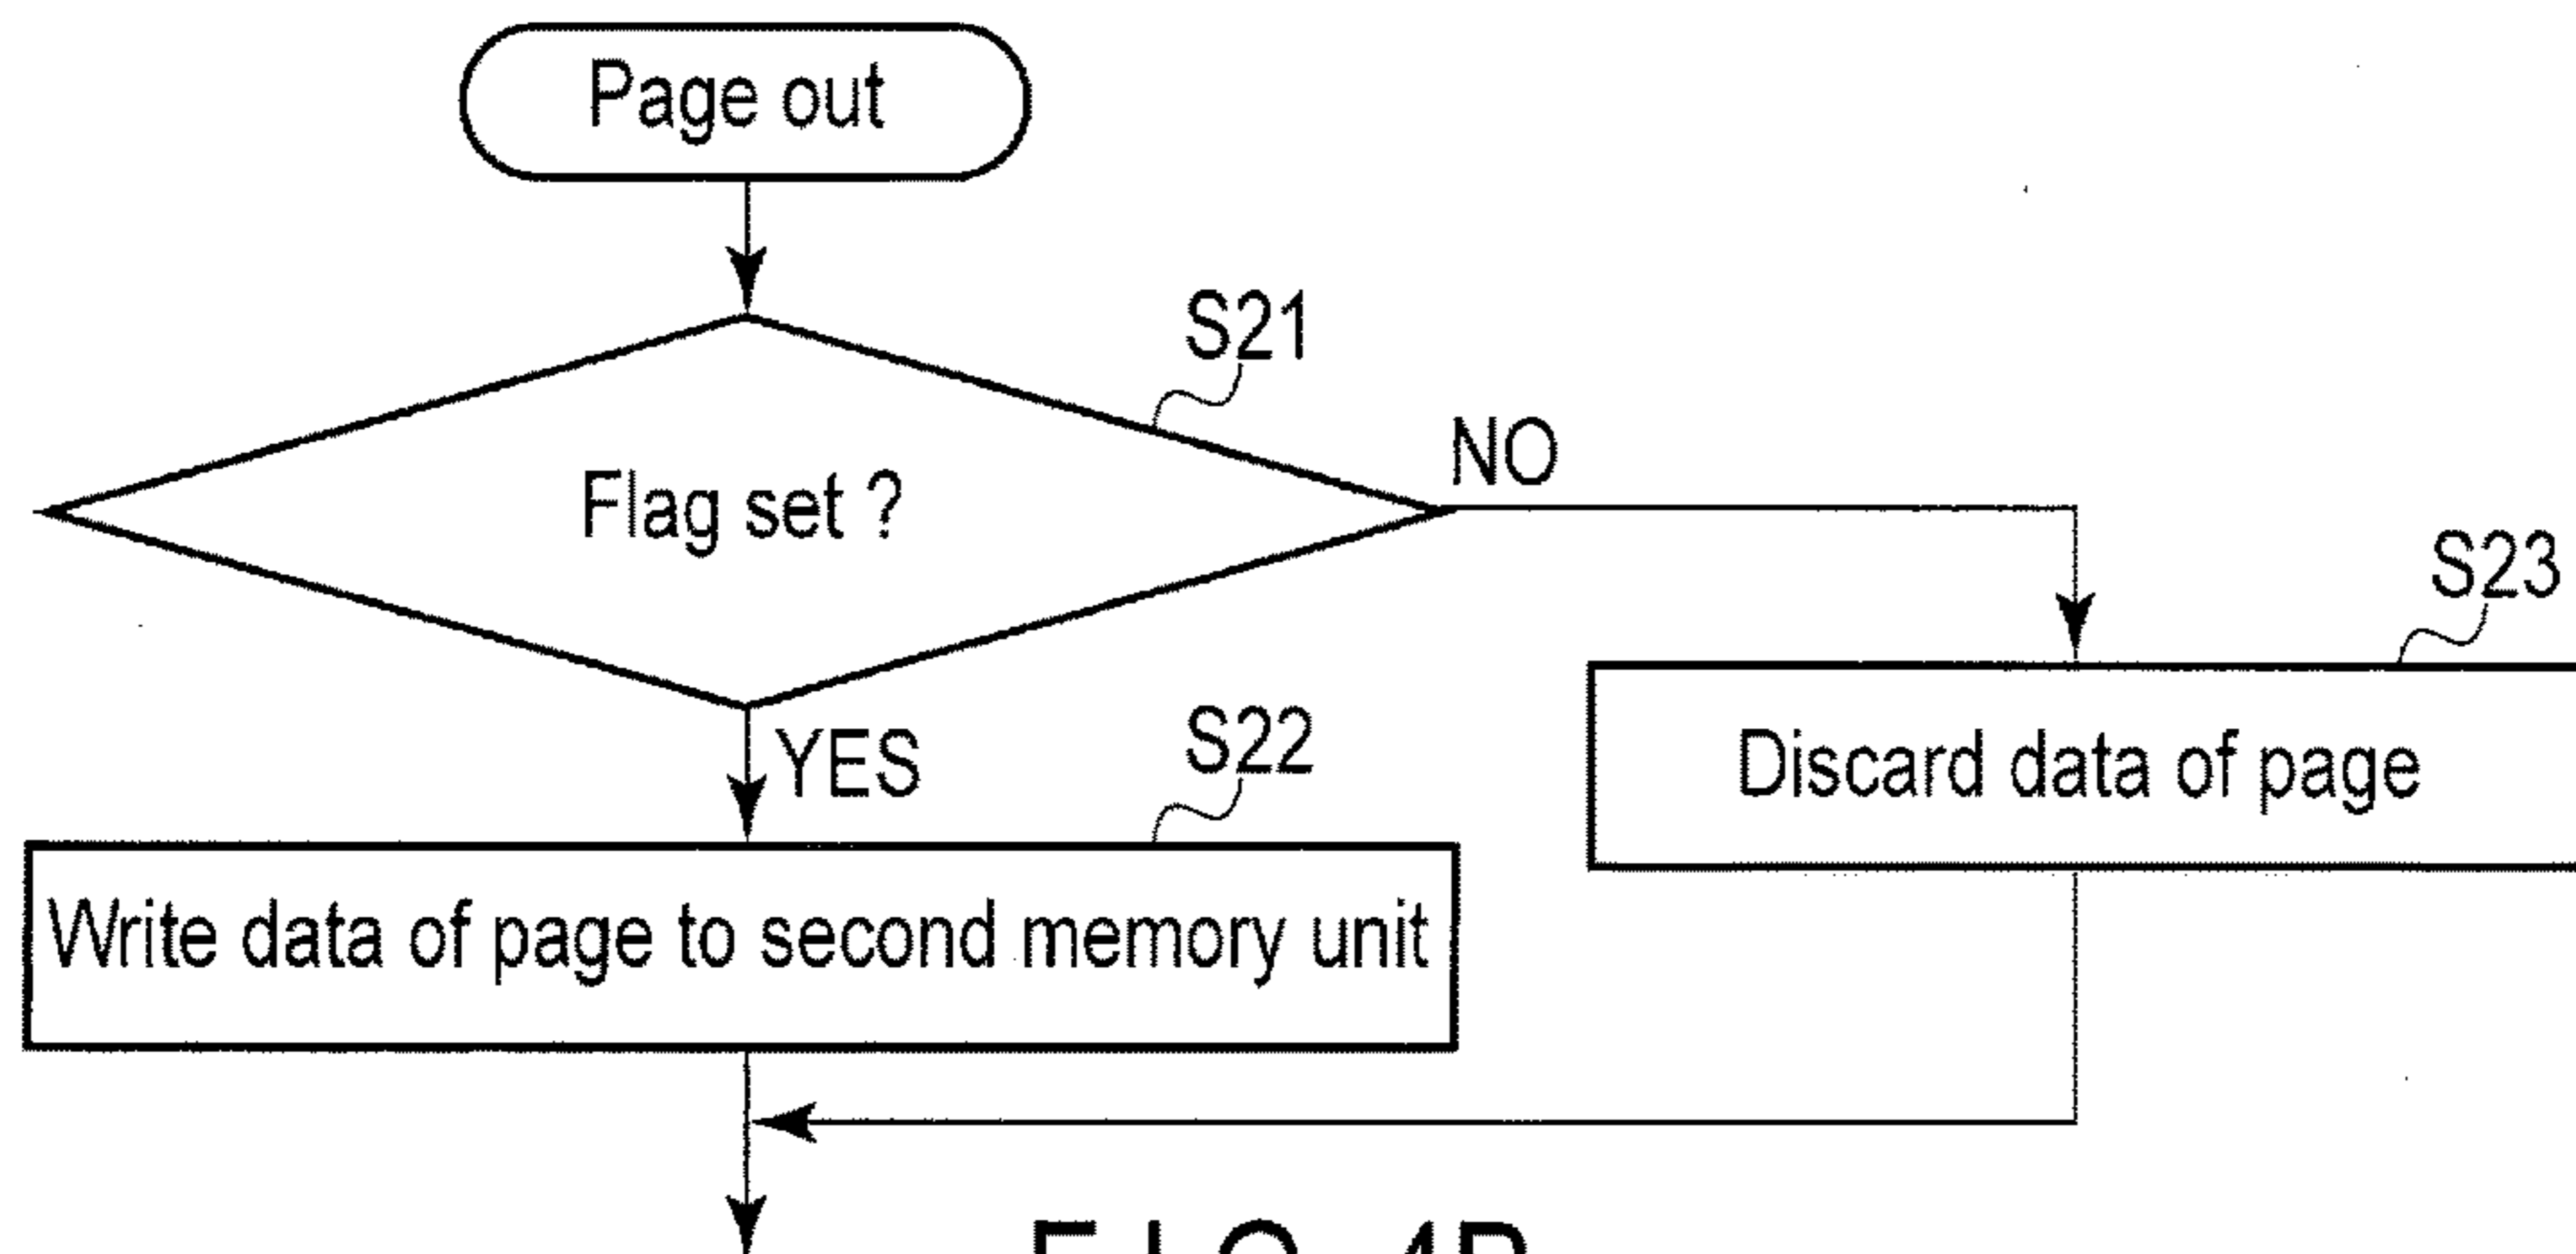 Page out
S21
Flag set ?
NO
S23
Discard data of page
YES
S22
Write data of page to second memory unit